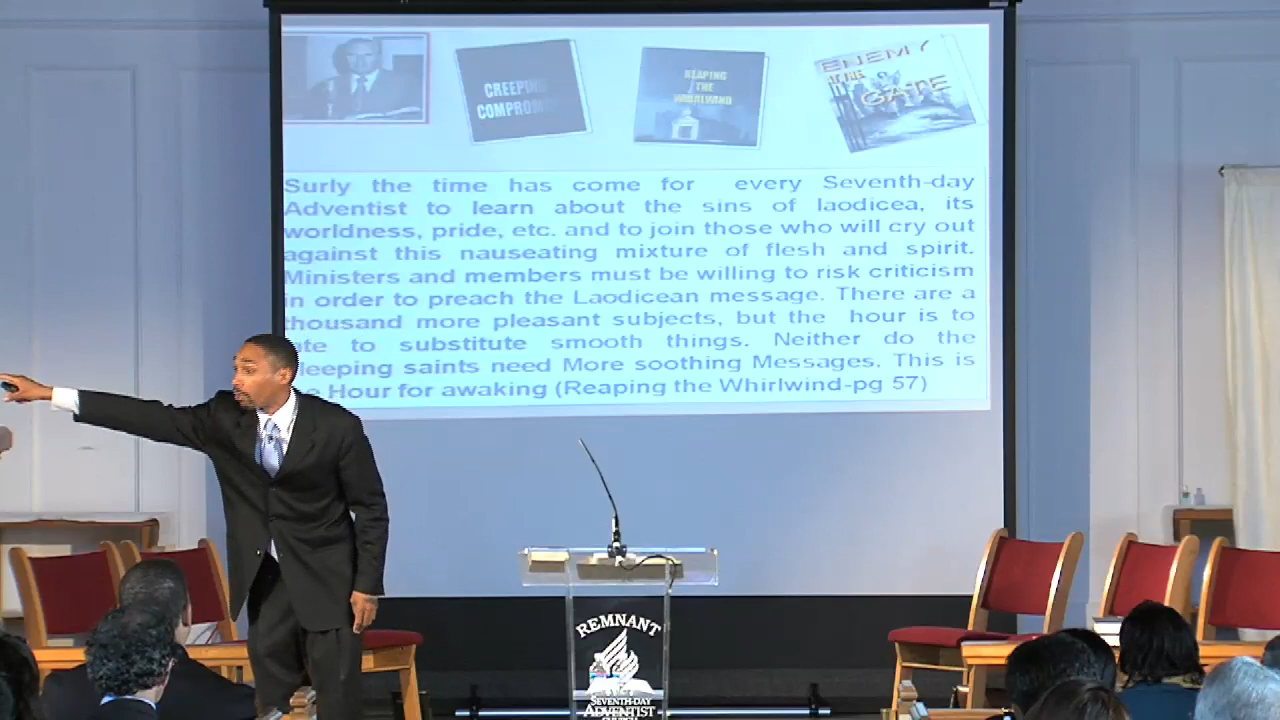 CREEPING
COMPROM
REAPING
THE
WHIRLWIND
ENEMY
AT THE
GATE
Surly the time has come for every Seventh-day
Adventist to learn about the sins of laodicea, its
worldness, pride, etc. and to join those who will cry out
against this nauseating mixture of flesh and spirit.
Ministers and members must be willing to risk criticism
in order to preach the Laodicean message. There are a
thousand more pleasant subjects, but the hour is to
ate to substitute smooth things. Neither do the
leeping saints need More soothing Messages. This is
e Hour for awaking (Reaping the Whirlwind-pg 57)
REMNANT
SEVENTH-DAY
ADVENTIST
CHURCH